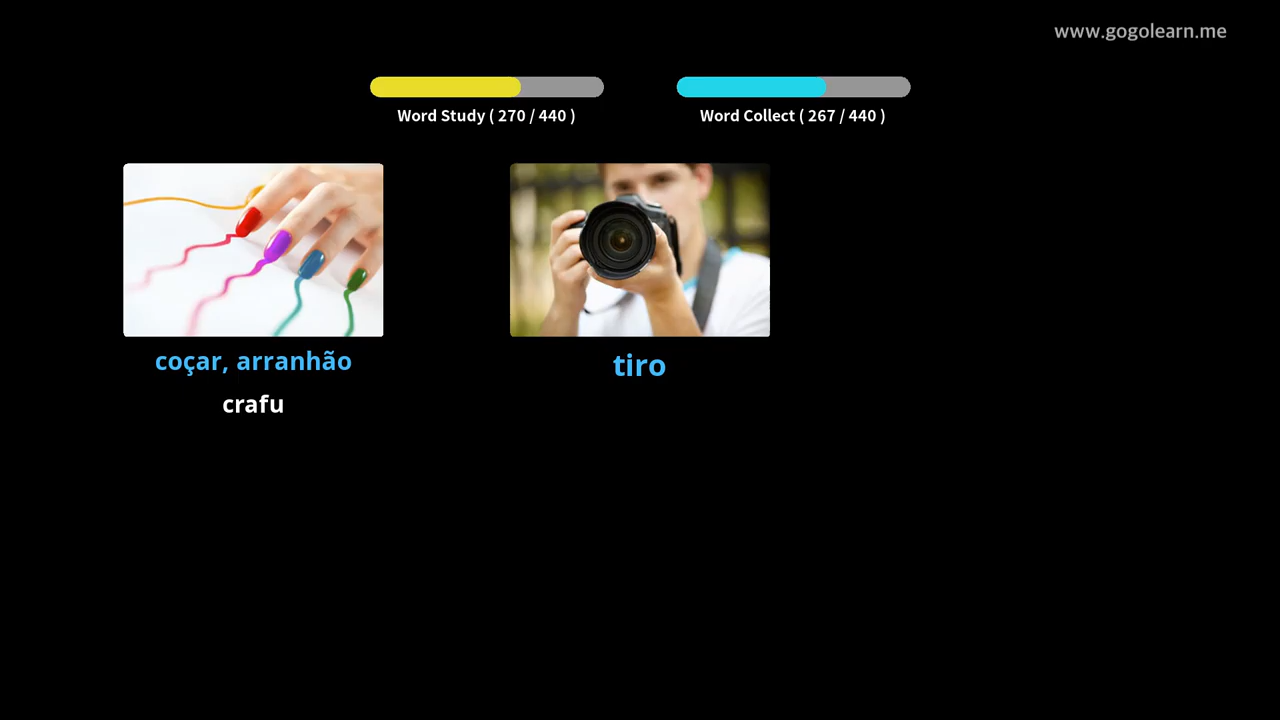 www.gogolearn.me
Word Study ( 270 / 440 )
Word Collect ( 267 / 440 )
coçar, arranhão
crafu
tiro